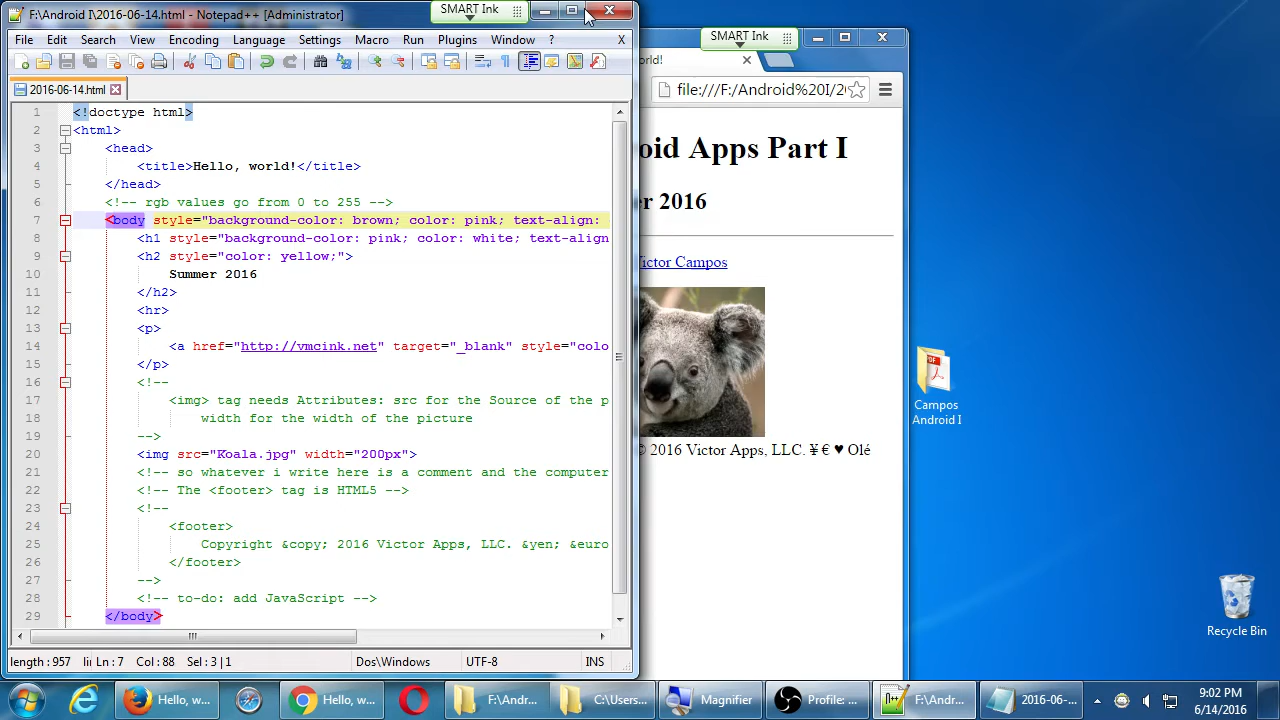 F:\Android I\2016-06-14.html - Notepad++ [Administrator]
SMART Ink
File Edit Search View Encoding Language Settings Macro Run Plugins Window ? X
2016-06-14.html
1 <!doctype html>
2 <html>
3 <head>
4 <title>Hello, world!</title>
5 </head>
6 <!-- rgb values go from 0 to 255 -->
7 <body style="background-color: brown; color: pink; text-align:
8 <h1 style="background-color: pink; color: white; text-align
9 <h2 style="color: yellow;">
10 Summer 2016
11 </h2>
12 <hr>
13 <p>
14 <a href="http://vmcink.net" target="_blank" style="colo
15 </p>
16 <!--
17 <img> tag needs Attributes: src for the Source of the p
18 width for the width of the picture
19 -->
20 <img src="Koala.jpg" width="200px">
21 <!-- so whatever i write here is a comment and the computer
22 <!-- The <footer> tag is HTML5 -->
23 <!--
24 <footer>
25 Copyright &copy; 2016 Victor Apps, LLC. &yen; &euro
26 </footer>
27 -->
28 <!-- to-do: add JavaScript -->
29 </body>
length : 957 li Ln : 7 Col : 88 Sel : 3 | 1 Dos\Windows UTF-8 INS
SMART Ink
orld!
file:///F:/Android%20I/20
oid Apps Part I
er 2016
Victor Campos
© 2016 Victor Apps, LLC. ¥ € ♥ Olé
PDF
Campos
Android I
Recycle Bin
Hello, w... Hello, w... F:\Andr... C:\Users... Magnifier Profile: ... F:\Andr... 2016-06-...
9:02 PM
6/14/2016